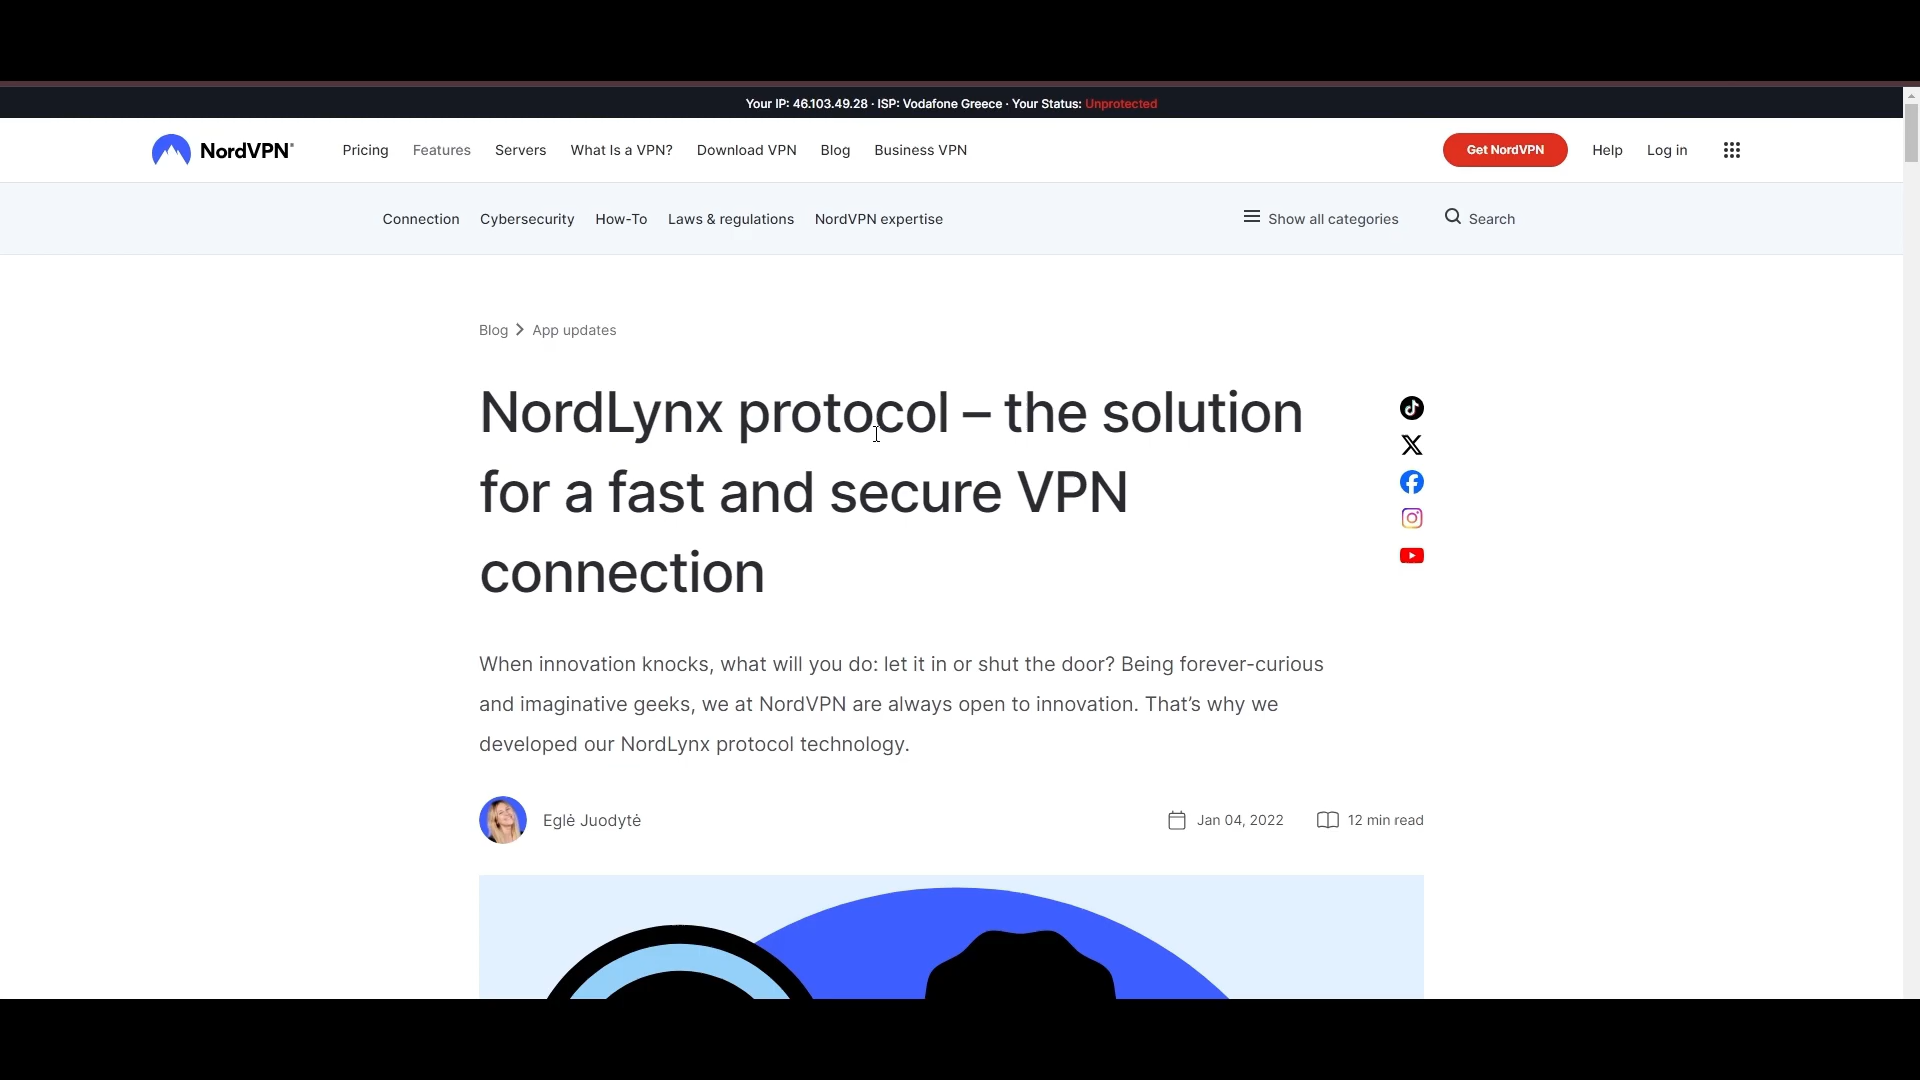 Your IP: 46.103.49.28 · ISP: Vodafone Greece · Your Status: Unprotected
NordVPN®
Pricing
Features
Servers
What Is a VPN?
Download VPN
Blog
Business VPN
Get NordVPN
Help
Log in
Connection
Cybersecurity
How-To
Laws & regulations
NordVPN expertise
Show all categories
Search
Blog
App updates
NordLynx protocol – the solution
for a fast and secure VPN
connection
When innovation knocks, what will you do: let it in or shut the door? Being forever-curious
and imaginative geeks, we at NordVPN are always open to innovation. That’s why we
developed our NordLynx protocol technology.
Eglė Juodytė
Jan 04, 2022
12 min read